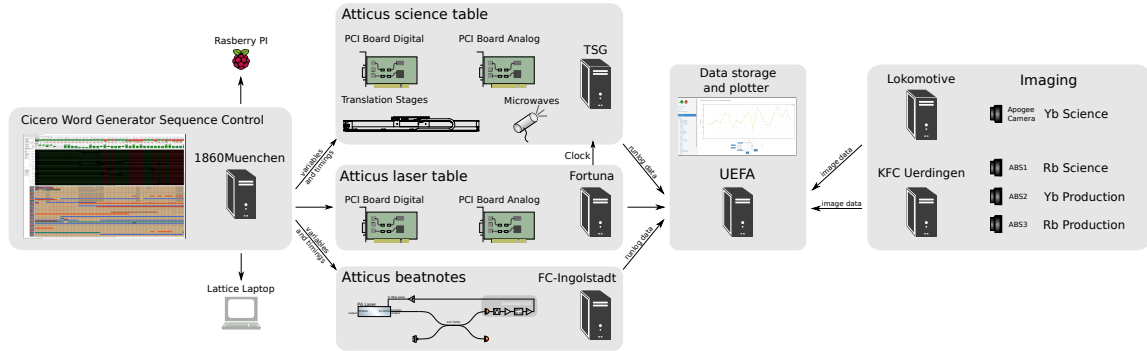 Rasberry PI
Cicero Word Generator Sequence Control
1860Muenchen
Lattice Laptop
variables
and timings
variables
and timings
Atticus science table
PCI Board Digital
PCI Board Analog
TSG
Translation Stages
Microwaves
Clock
Atticus laser table
Fortuna
PCI Board Digital
PCI Board Analog
Atticus beatnotes
FC-Ingolstadt
PA Laser
runlog data
runlog data
Data storage
and plotter
UEFA
image data
image data
Lokomotive
Imaging
Apogee
Camera
Yb Science
KFC Uerdingen
ABS1
Rb Science
ABS2
Yb Production
ABS3
Rb Production